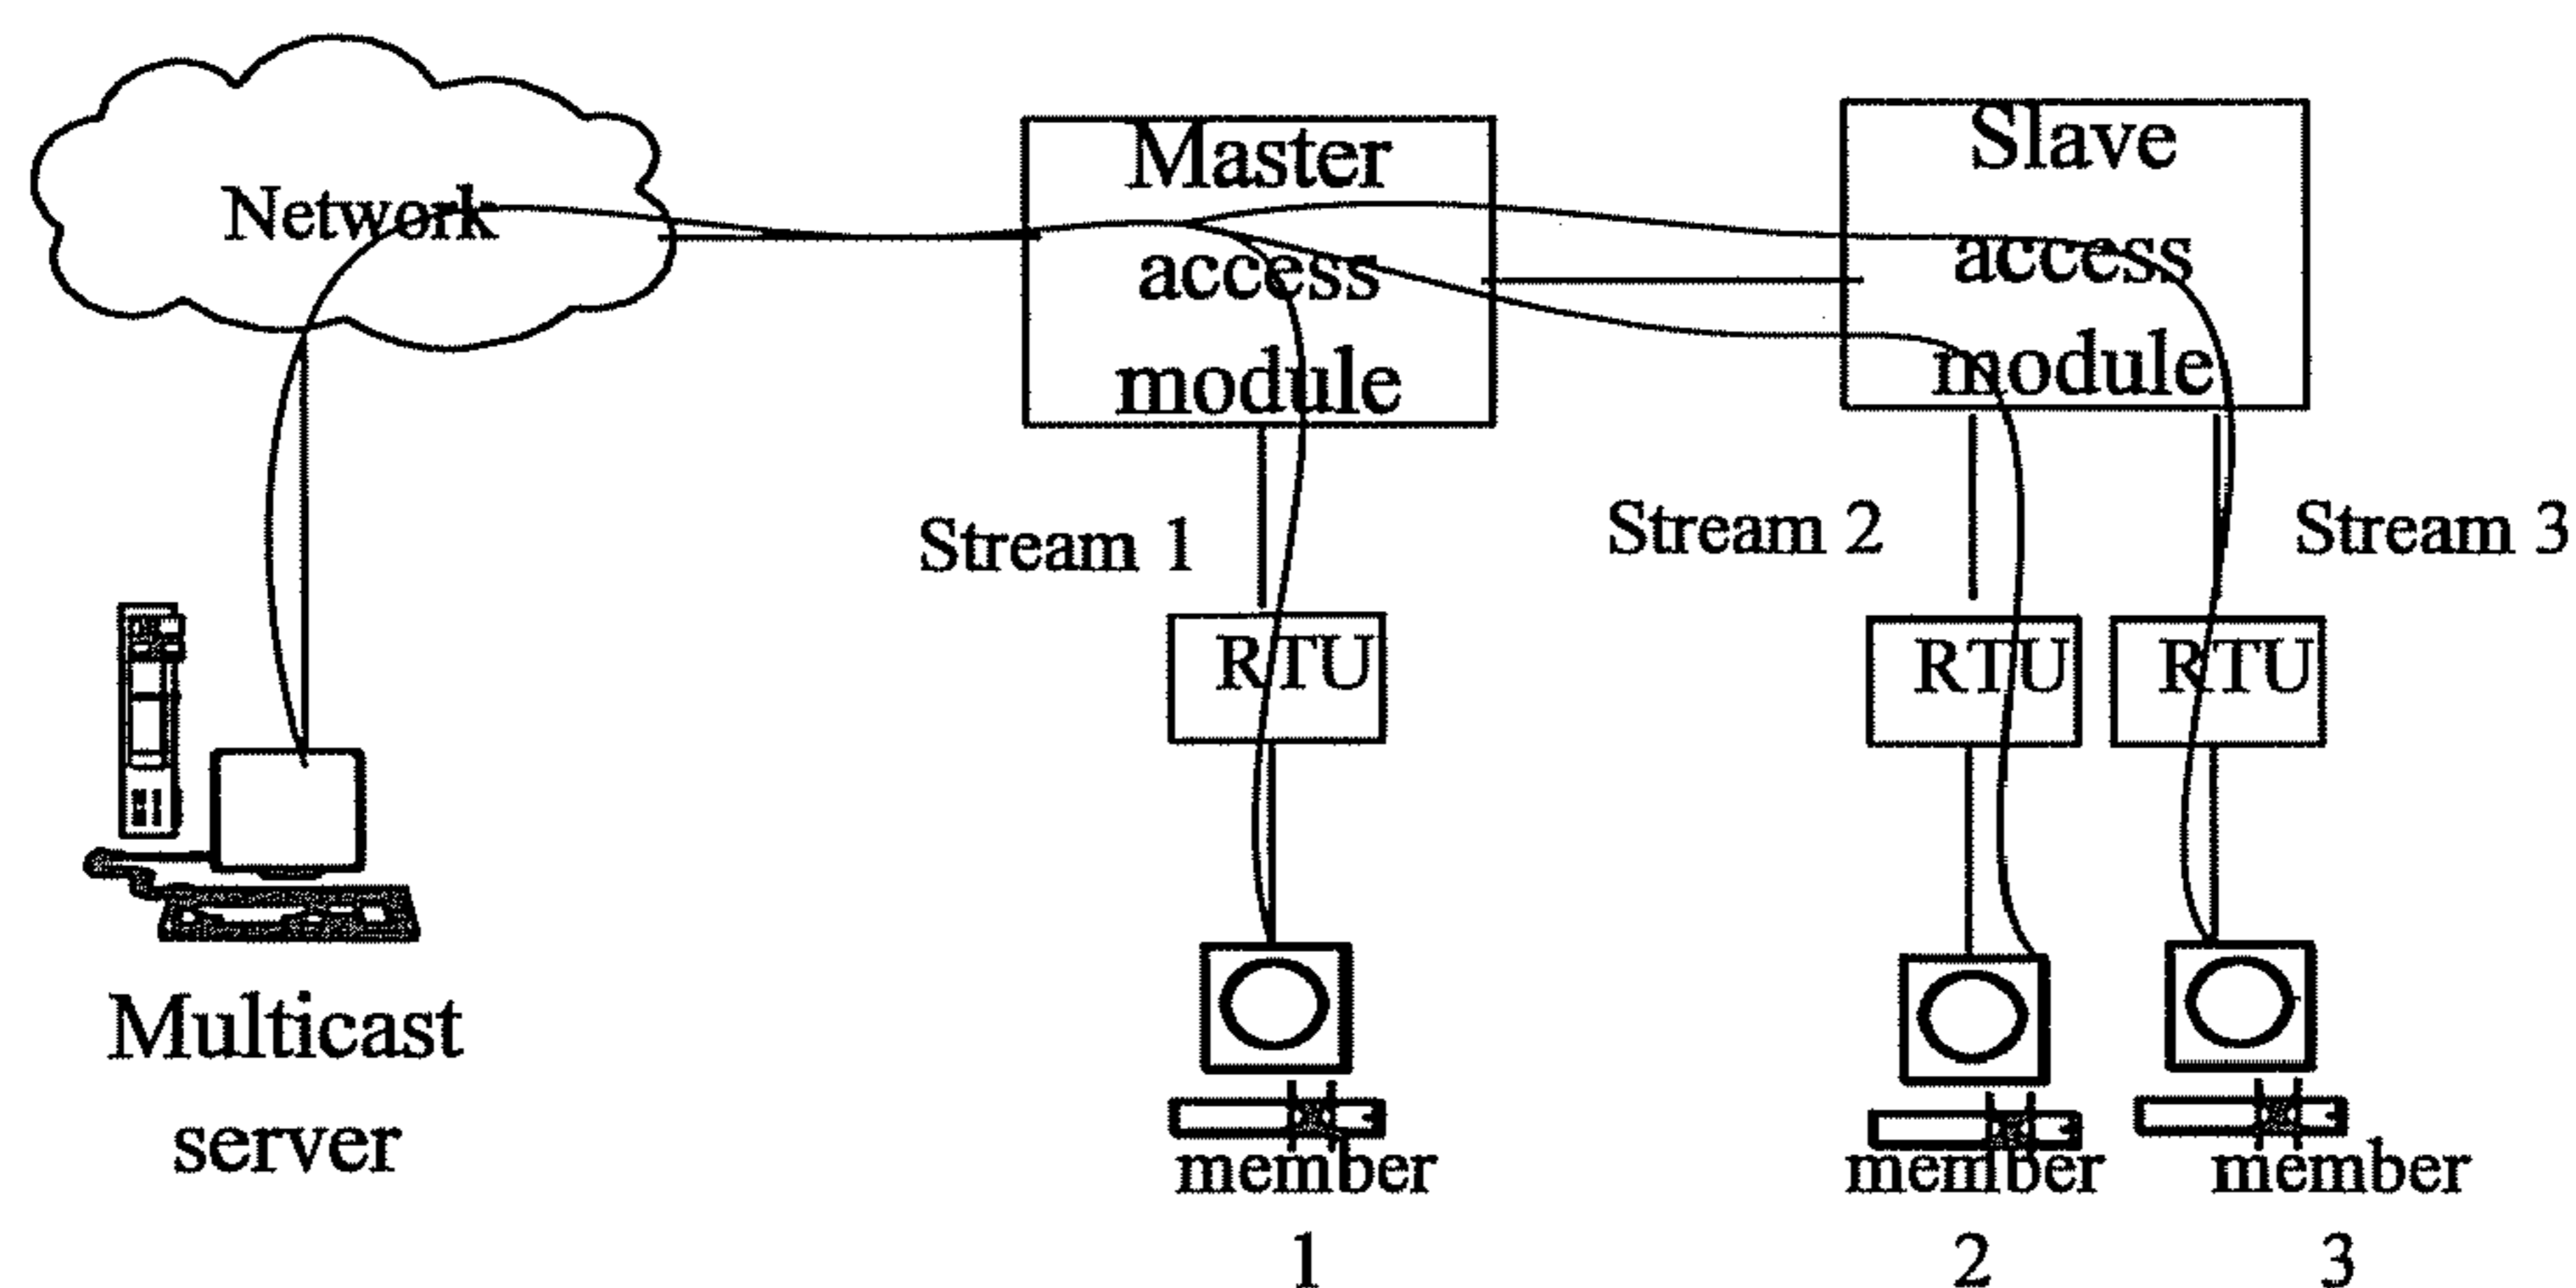 Network
Master
access
module
Slave
access
module
Stream 1
Stream 2
Stream 3
RTU
RTU
RTU
Multicast
server
member
1
member
2
member
3